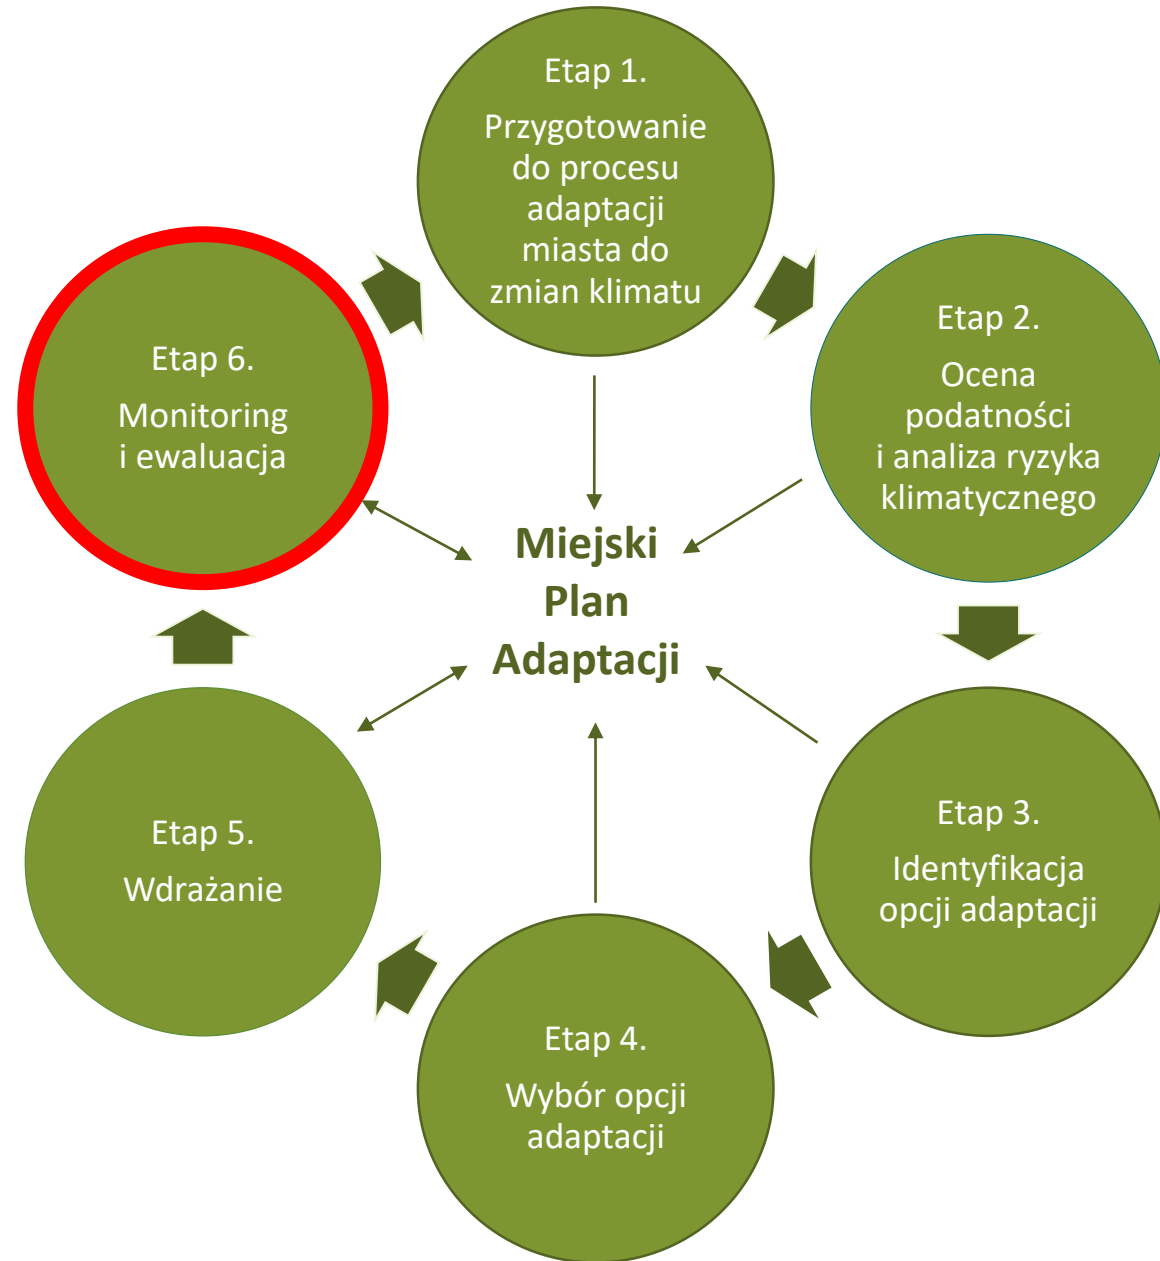 Etap 1.
Przygotowanie
do procesu
adaptacji
miasta do
zmian klimatu
Etap 2.
Ocena
podatności
i analiza ryzyka
klimatycznego
Etap 3.
Identyfikacja
opcji adaptacji
Etap 4.
Wybór opcji
adaptacji
Etap 5.
Wdrażanie
Etap 6.
Monitoring
i ewaluacja
Miejski
Plan
Adaptacji